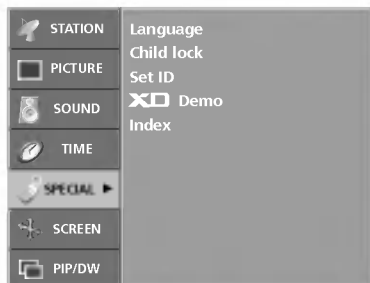 STATION
PICTURE
SOUND
TIME
SPECIAL
SCREEN
PIP/DW
Language
Child lock
Set ID
XD Demo
Index